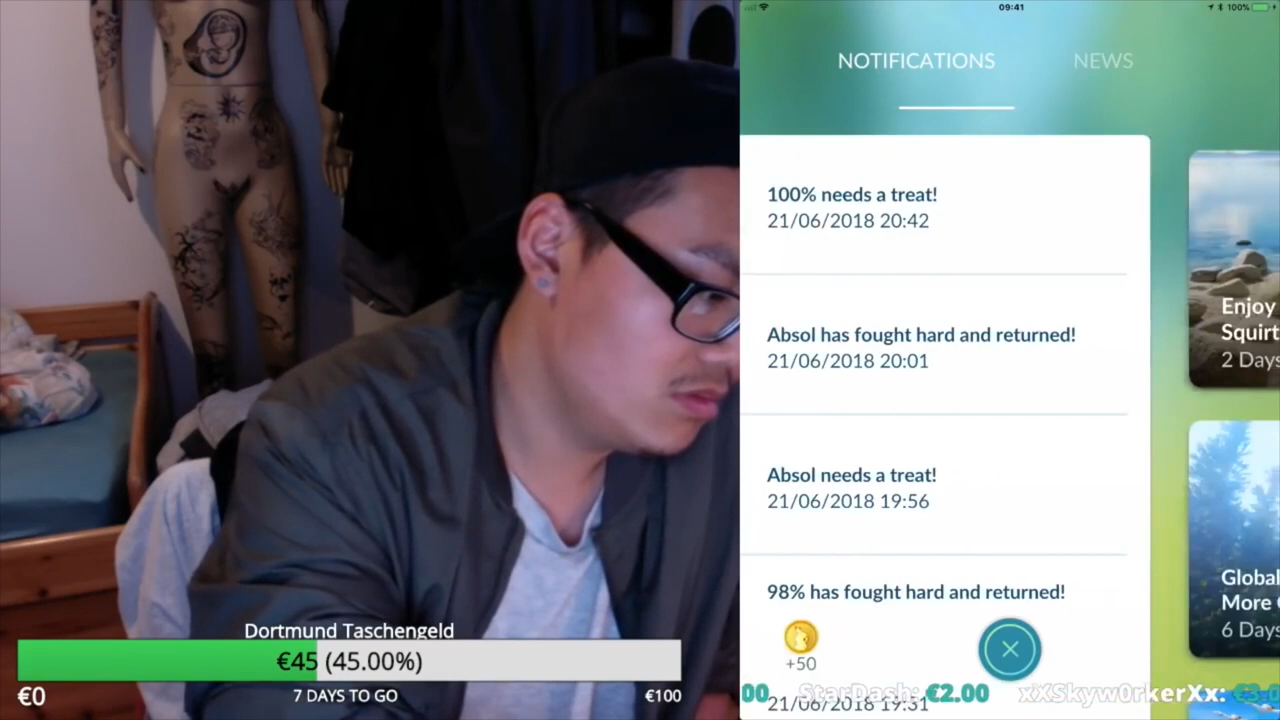 09:41
100%
NOTIFICATIONS
NEWS
100% needs a treat!
21/06/2018 20:42
Absol has fought hard and returned!
21/06/2018 20:01
Absol needs a treat!
21/06/2018 19:56
98% has fought hard and returned!
+50
21/06/2018 19:51
Enjoy
Squirt
2 Days
Global
More
6 Days
Dortmund Taschengeld
€45 (45.00%)
€0
7 DAYS TO GO
€100
00
StarDash: €2.00
xXSkyw0rkerXx: